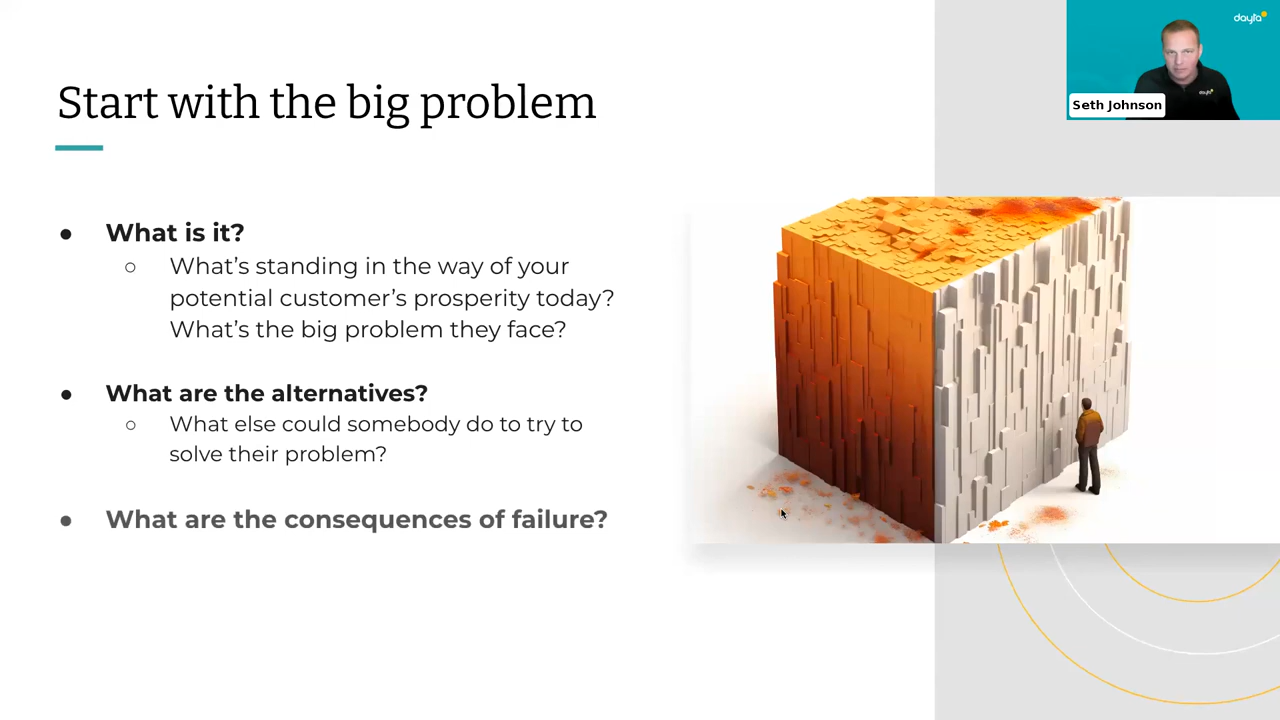 Start with the big problem
● What is it?
○ What's standing in the way of your
potential customer's prosperity today?
What's the big problem they face?
● What are the alternatives?
○ What else could somebody do to try to
solve their problem?
● What are the consequences of failure?
dayta
Seth Johnson
dayta